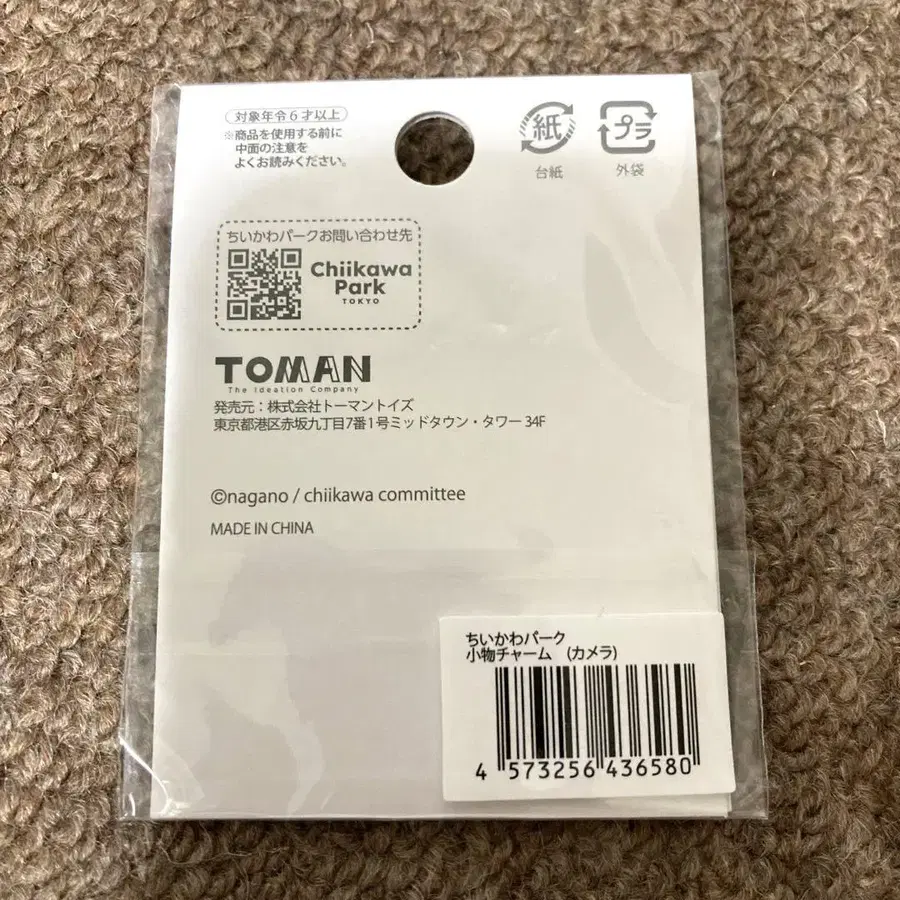 対象年令6才以上
※商品を使用する前に
中面の注意を
よくお読みください。
紙
台紙
プラ
外袋
ちいかわパークお問い合わせ先
Chiikawa
Park
TOKYO
TOMAN
The Ideation Company
発売元:株式会社トーマントイズ
東京都港区赤坂九丁目7番1号ミッドタウン・タワー 34F
©nagano / chiikawa committee
MADE IN CHINA
ちいかわパーク
小物チャーム (カメラ)
4 573256 436580